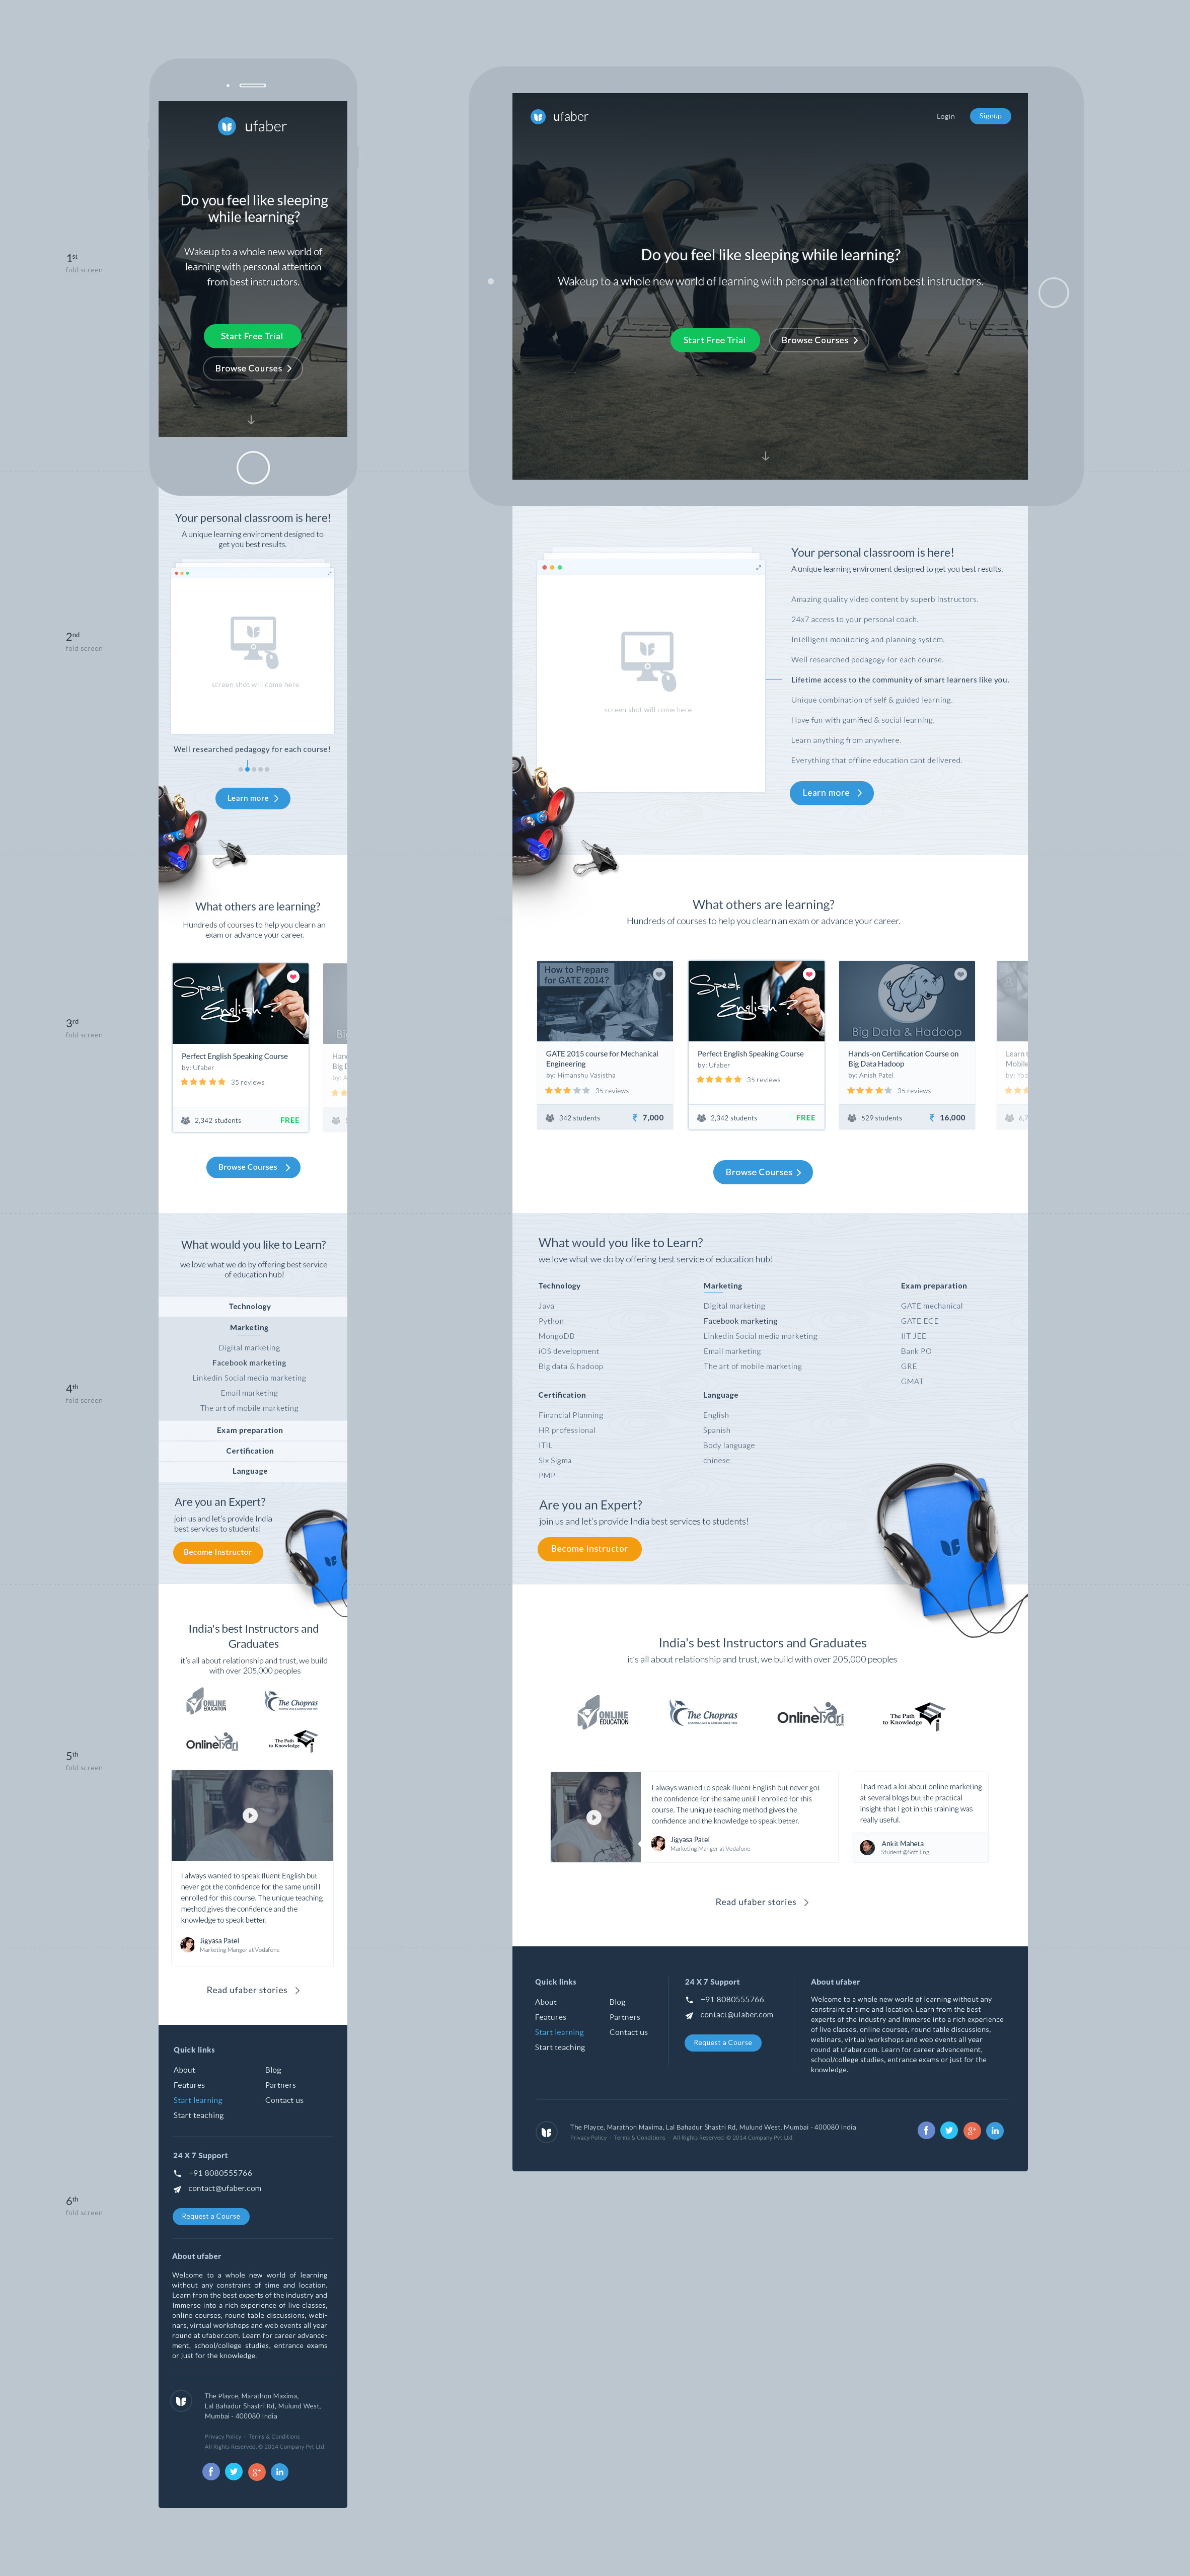 1st
fold screen
ufaber
Do you feel like sleeping
while learning?
Wakeup to a whole new world of
learning with personal attention
from best instructors.
Start Free Trial
Browse Courses
ufaber
Login
Signup
Do you feel like sleeping while learning?
Wakeup to a whole new world of learning with personal attention from best instructors.
Start Free Trial
Browse Courses
2nd
fold screen
Your personal classroom is here!
A unique learning enviroment designed to
get you best results.
screen shot will come here
Well researched pedagogy for each course!
Learn more
screen shot will come here
Your personal classroom is here!
A unique learning enviroment designed to get you best results.
Amazing quality video content by superb instructors.
24x7 access to your personal coach.
Intelligent monitoring and planning system.
Well researched pedagogy for each course.
Lifetime access to the community of smart learners like you.
Unique combination of self & guided learning.
Have fun with gamified & social learning.
Learn anything from anywhere.
Everything that offline education cant delivered.
Learn more
3rd
fold screen
What others are learning?
Hundreds of courses to help you clearn an
exam or advance your career.
Speak
English?
Perfect English Speaking Course
by: Ufaber
35 reviews
2,342 students
FREE
Big
Hand
Big D
by: A
Browse Courses
What others are learning?
Hundreds of courses to help you clearn an exam or advance your career.
How to Prepare
for GATE 2014?
GATE 2015 course for Mechanical
Engineering
by: Himanshu Vasistha
35 reviews
342 students
₹ 7,000
Speak
English?
Perfect English Speaking Course
by: Ufaber
35 reviews
2,342 students
FREE
Big Data & Hadoop
Hands-on Certification Course on
Big Data Hadoop
by: Anish Patel
35 reviews
529 students
₹ 16,000
Learn
Mobile
6,7
Browse Courses
4th
fold screen
What would you like to Learn?
we love what we do by offering best service
of education hub!
Technology
Marketing
Digital marketing
Facebook marketing
Linkedin Social media marketing
Email marketing
The art of mobile marketing
Exam preparation
Certification
Language
Are you an Expert?
join us and let's provide India
best services to students!
Become Instructor
What would you like to Learn?
we love what we do by offering best service of education hub!
Technology
Java
Python
MongoDB
iOS development
Big data & hadoop
Marketing
Digital marketing
Facebook marketing
Linkedin Social media marketing
Email marketing
The art of mobile marketing
Exam preparation
GATE mechanical
GATE ECE
IIT JEE
Bank PO
GRE
GMAT
Certification
Financial Planning
HR professional
ITIL
Six Sigma
PMP
Language
English
Spanish
Body language
chinese
Are you an Expert?
join us and let's provide India best services to students!
Become Instructor
5th
fold screen
India's best Instructors and
Graduates
it's all about relationship and trust, we build
with over 205,000 peoples
ONLINE
EDUCATION
The Chopras
OnlineTyari
The Path
to Knowledge
I always wanted to speak fluent English but
never got the confidence for the same until I
enrolled for this course. The unique teaching
method gives the confidence and the
knowledge to speak better.
Jigyasa Patel
Marketing Manger at Vodafone
Read ufaber stories
India's best Instructors and Graduates
it's all about relationship and trust, we build with over 205,000 peoples
ONLINE
EDUCATION
The Chopras
OnlineTyari
The Path
to Knowledge
I always wanted to speak fluent English but never got
the confidence for the same until I enrolled for this
course. The unique teaching method gives the
confidence and the knowledge to speak better.
Jigyasa Patel
Marketing Manger at Vodafone
I had read a lot about online marketing
at several blogs but the practical
insight that I got in this training was
really useful.
Ankit Maheta
Student @Soft Eng
Read ufaber stories
6th
fold screen
Quick links
About
Features
Start learning
Start teaching
Blog
Partners
Contact us
24 X 7 Support
+91 8080555766
contact@ufaber.com
Request a Course
About ufaber
Welcome to a whole new world of learning
without any constraint of time and location.
Learn from the best experts of the industry and
Immerse into a rich experience of live classes,
online courses, round table discussions, webi-
nars, virtual workshops and web events all year
round at ufaber.com. Learn for career advance-
ment, school/college studies, entrance exams
or just for the knowledge.
The Playce, Marathon Maxima,
Lal Bahadur Shastri Rd, Mulund West,
Mumbai - 400080 India
Privacy Policy - Terms & Conditions
All Rights Reserved. © 2014 Company Pvt Ltd.
Quick links
About
Features
Start learning
Start teaching
Blog
Partners
Contact us
24 X 7 Support
+91 8080555766
contact@ufaber.com
Request a Course
About ufaber
Welcome to a whole new world of learning without any
constraint of time and location. Learn from the best
experts of the industry and Immerse into a rich experience
of live classes, online courses, round table discussions,
webinars, virtual workshops and web events all year
round at ufaber.com. Learn for career advancement,
school/college studies, entrance exams or just for the
knowledge.
The Playce, Marathon Maxima, Lal Bahadur Shastri Rd, Mulund West, Mumbai - 400080 India
Privacy Policy - Terms & Conditions - All Rights Reserved. © 2014 Company Pvt Ltd.